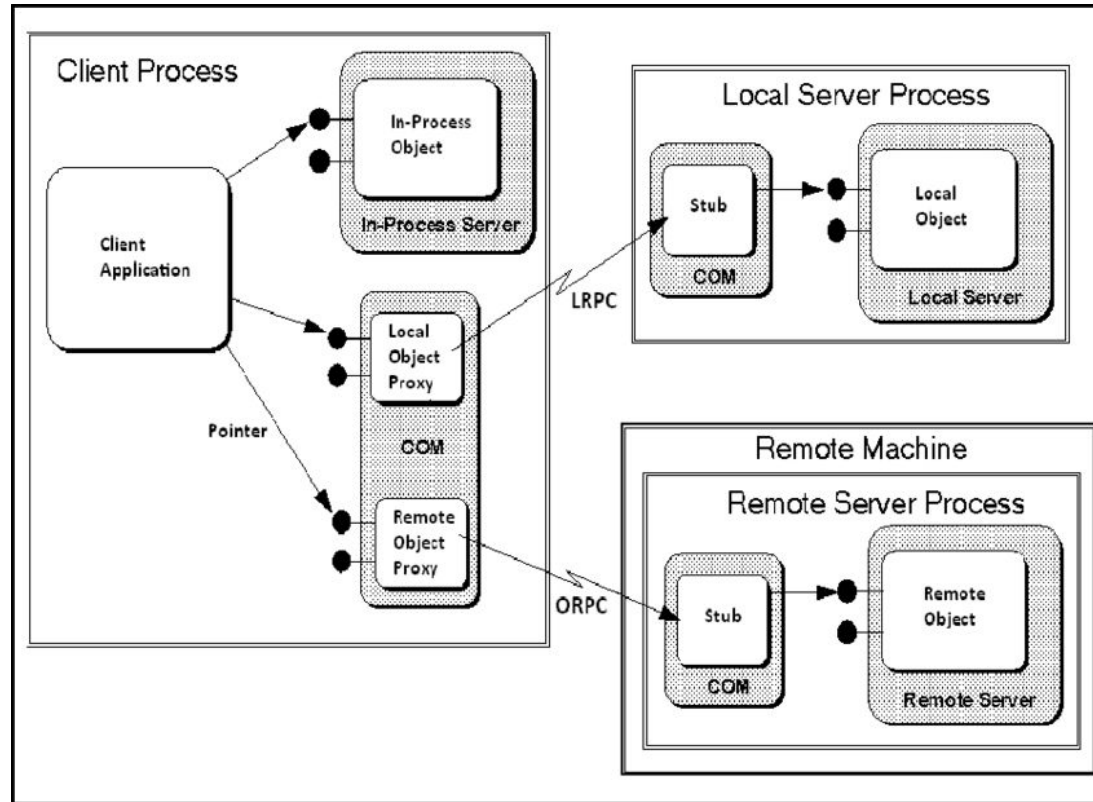 Client Process
In-Process
Object
In-Process Server
Client
Application
Local
Object
Proxy
COM
Pointer
Remote
Object
Proxy
LRPC
ORPC
Local Server Process
Stub
COM
Local
Object
Local Server
Remote Machine
Remote Server Process
Stub
COM
Remote
Object
Remote Server